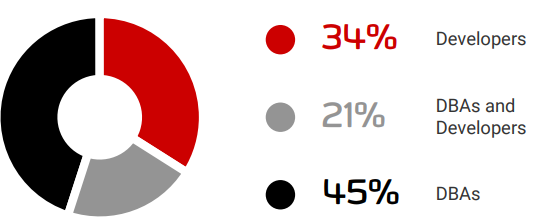 34% Developers
21% DBAs and
Developers
45% DBAs